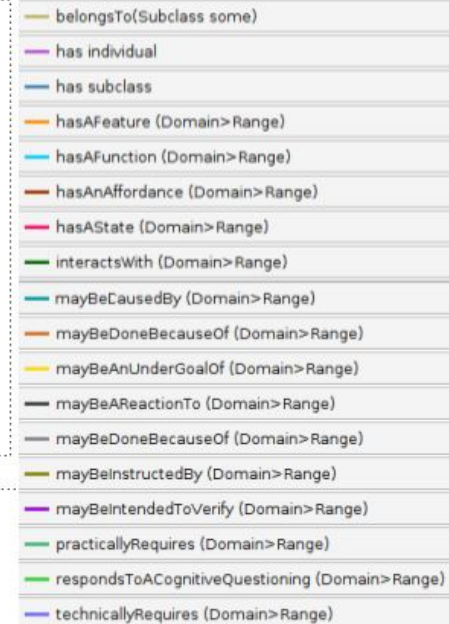 belongsTo(Subclass some)
has individual
has subclass
hasAFeature (Domain>Range)
hasAFunction (Domain>Range)
hasAnAffordance (Domain>Range)
hasAState (Domain>Range)
interactsWith (Domain>Range)
mayBeCausedBy (Domain>Range)
mayBeDoneBecauseOf (Domain>Range)
mayBeAnUnderGoalOf (Domain>Range)
mayBeAReactionTo (Domain>Range)
mayBeDoneBecauseOf (Domain>Range)
mayBeInstructedBy (Domain>Range)
mayBeIntendedToVerify (Domain>Range)
practicallyRequires (Domain>Range)
respondsToACognitiveQuestioning (Domain>Range)
technicallyRequires (Domain>Range)